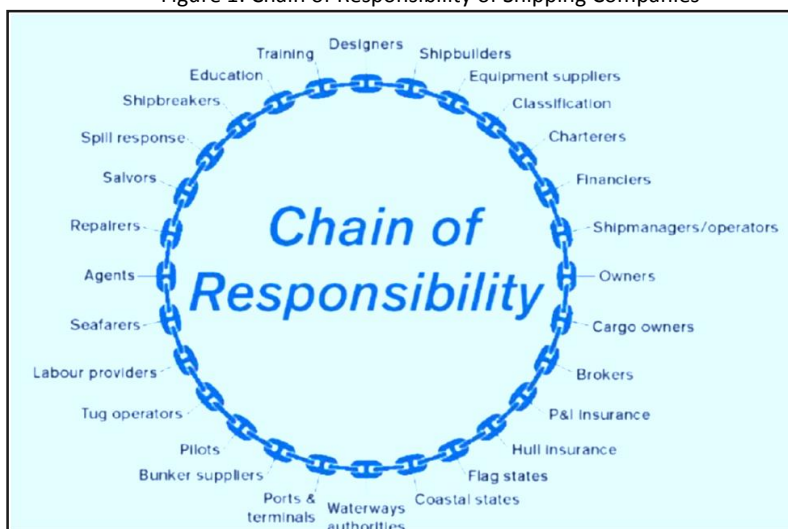 Figure 1: Chain of Responsibility of Shipping Companies
Designers
Shipbuilders
Equipment suppliers
Classification
Charterers
Financiers
Shipmanagers/operators
Owners
Cargo owners
Brokers
P&I Insurance
Hull insurance
Flag states
Coastal states
Waterways
authorities
Ports &
terminals
Bunker suppliers
Pilots
Tug operators
Labour providers
Seafarers
Agents
Repairers
Salvors
Spill response
Shipbreakers
Education
Training
Chain of
Responsibility